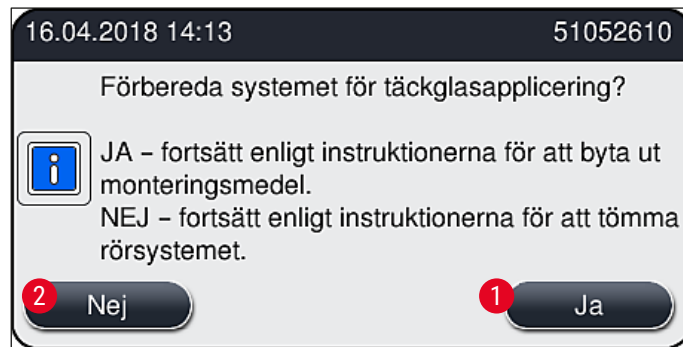 16.04.2018 14:13 51052610
Förbereda systemet för täckglasapplicering?
JA – fortsätt enligt instruktionerna för att byta ut
monteringsmedel.
NEJ – fortsätt enligt instruktionerna för att tömma
rörsystemet.
2 Nej 1 Ja